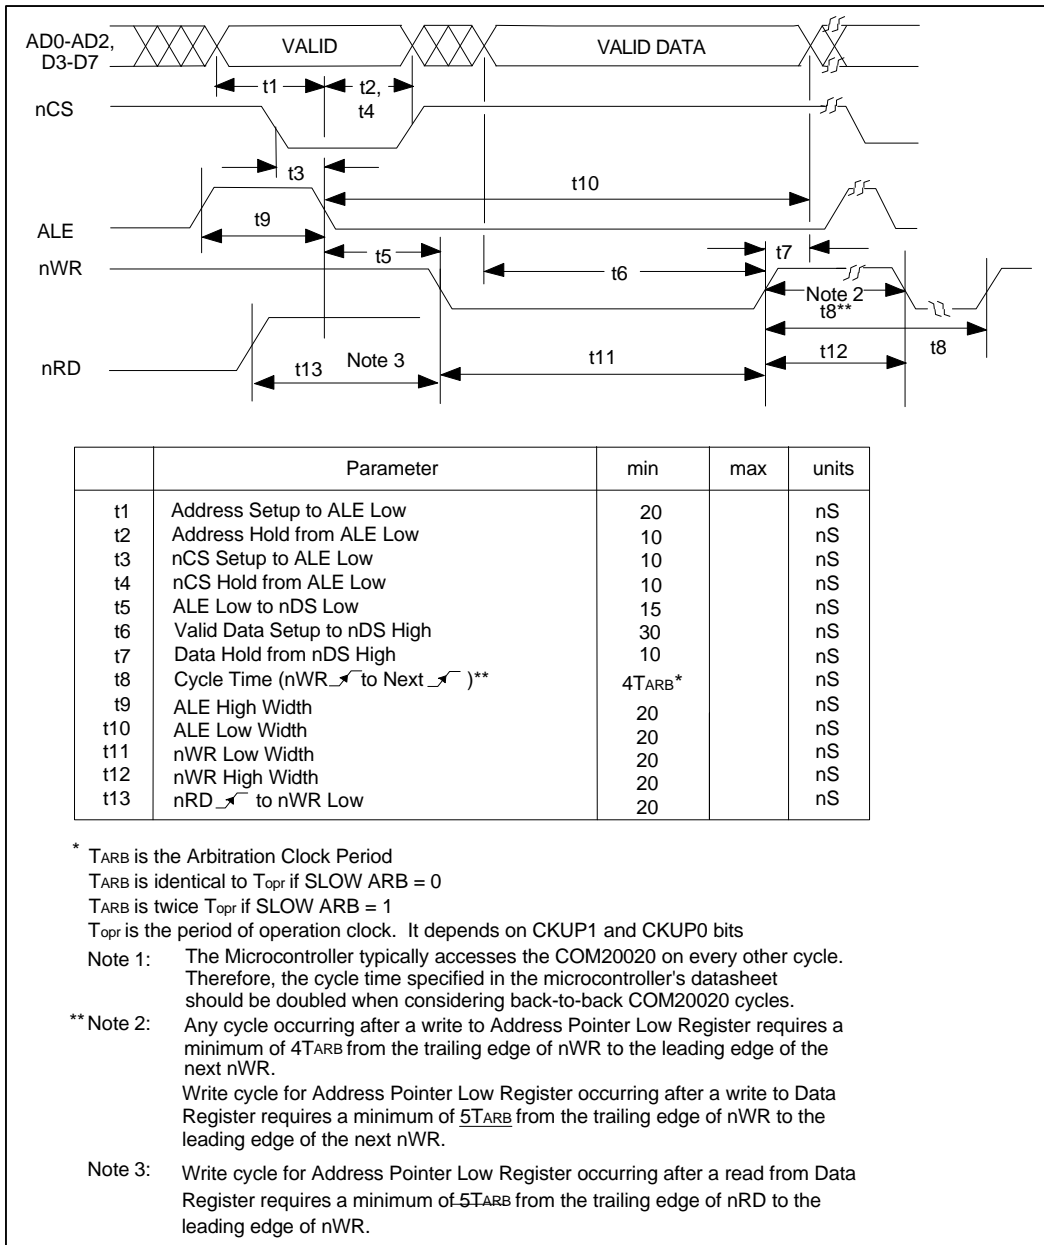 AD0-AD2,
D3-D7
VALID
VALID DATA
t1
t2,
t4
nCS
t3
t10
ALE
t9
t5
t7
nWR
t6
Note 2
t8**
nRD
t13
Note 3
t11
t12
t8
Parameter min max units
t1 Address Setup to ALE Low 20 nS
t2 Address Hold from ALE Low 10 nS
t3 nCS Setup to ALE Low 10 nS
t4 nCS Hold from ALE Low 10 nS
t5 ALE Low to nDS Low 15 nS
t6 Valid Data Setup to nDS High 30 nS
t7 Data Hold from nDS High 10 nS
t8 Cycle Time (nWR to Next )** 4TARB* nS
t9 ALE High Width 20 nS
t10 ALE Low Width 20 nS
t11 nWR Low Width 20 nS
t12 nWR High Width 20 nS
t13 nRD to nWR Low 20 nS
* TARB is the Arbitration Clock Period
TARB is identical to Topr if SLOW ARB = 0
TARB is twice Topr if SLOW ARB = 1
Topr is the period of operation clock. It depends on CKUP1 and CKUP0 bits
Note 1: The Microcontroller typically accesses the COM20020 on every other cycle.
Therefore, the cycle time specified in the microcontroller's datasheet
should be doubled when considering back-to-back COM20020 cycles.
** Note 2: Any cycle occurring after a write to Address Pointer Low Register requires a
minimum of 4TARB from the trailing edge of nWR to the leading edge of the
next nWR.
Write cycle for Address Pointer Low Register occurring after a write to Data
Register requires a minimum of 5TARB from the trailing edge of nWR to the
leading edge of the next nWR.
Note 3: Write cycle for Address Pointer Low Register occurring after a read from Data
Register requires a minimum of 5TARB from the trailing edge of nRD to the
leading edge of nWR.